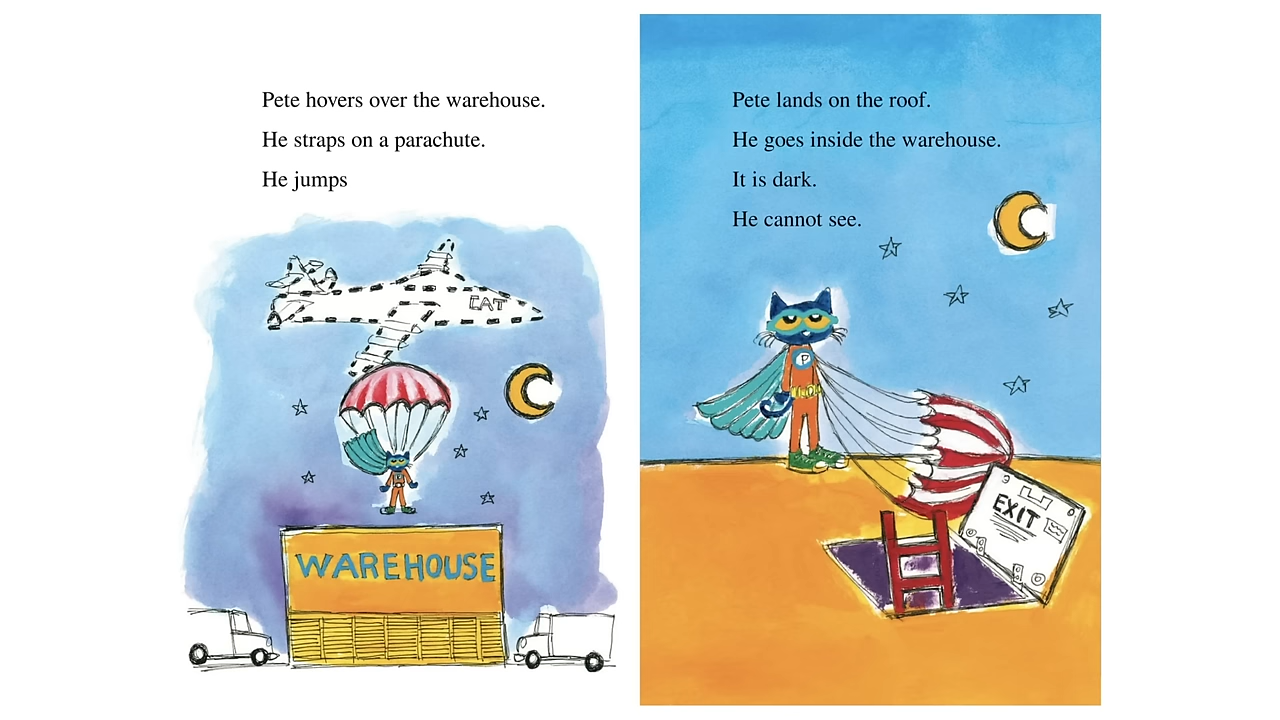 Pete hovers over the warehouse.
He straps on a parachute.
He jumps
CAT
WAREHOUSE
Pete lands on the roof.
He goes inside the warehouse.
It is dark.
He cannot see.
P
EXIT